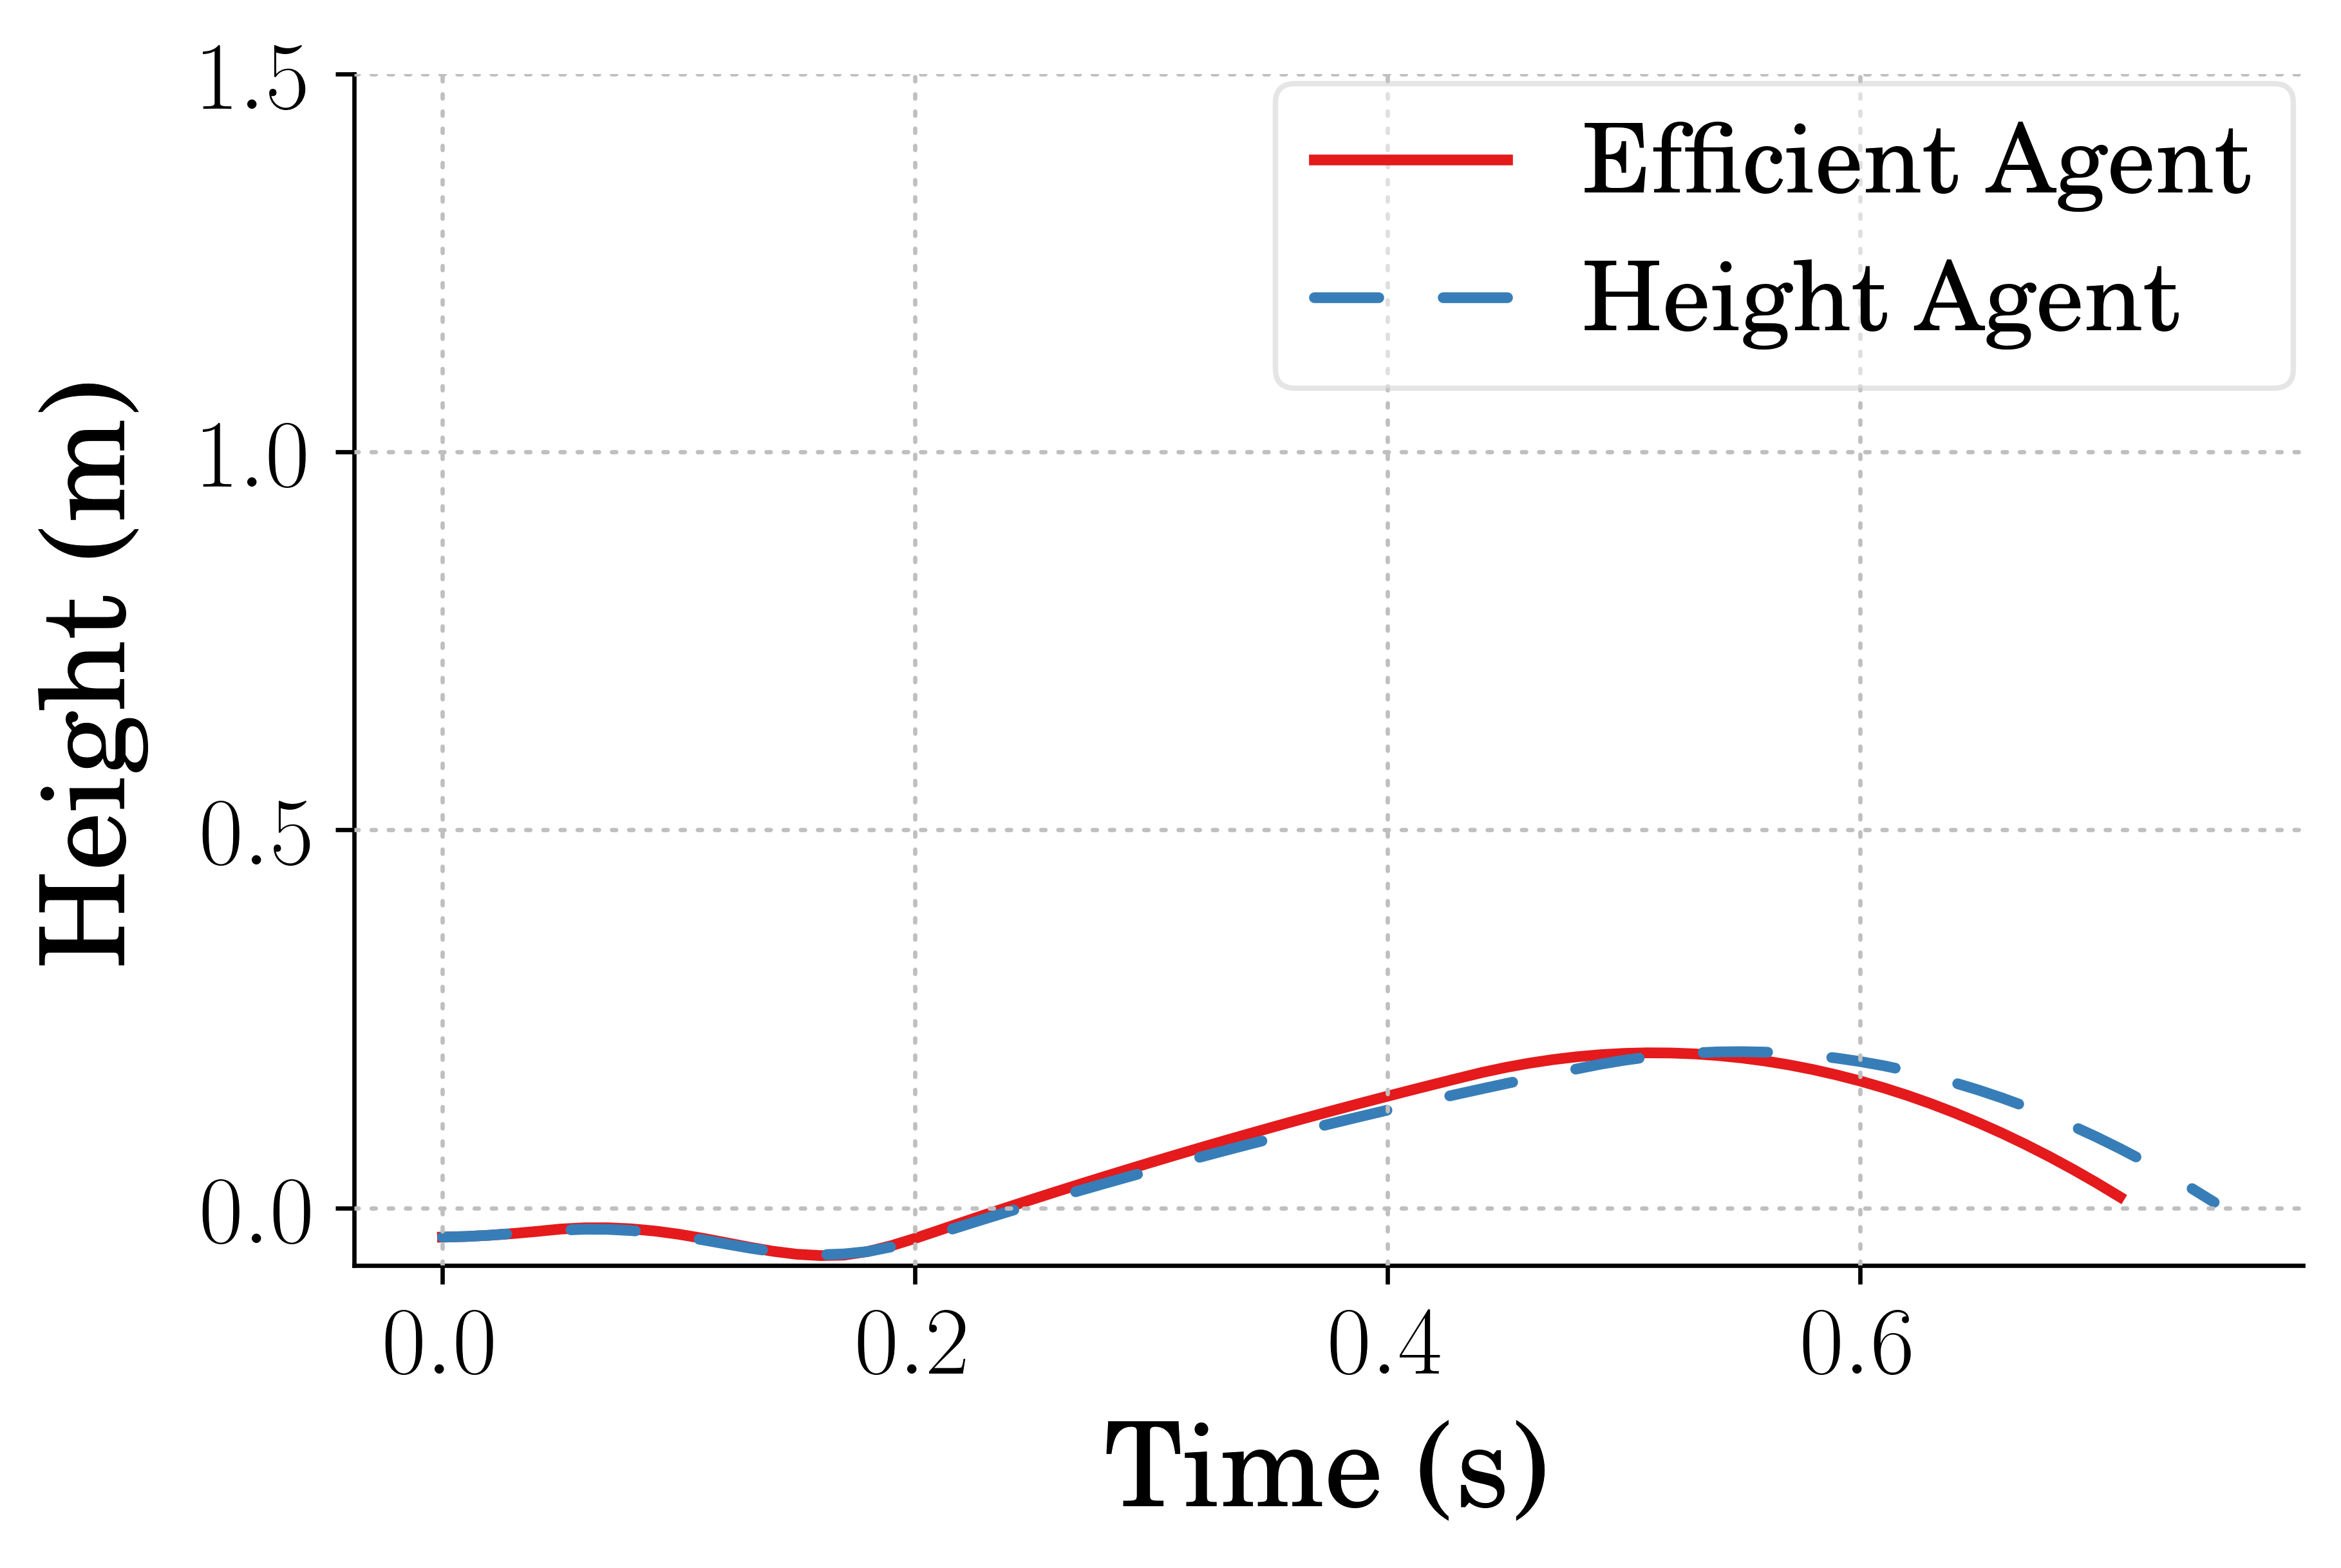 1.5
1.0
0.5
0.0
Height (m)
Efficient Agent
Height Agent
0.0 0.2 0.4 0.6
Time (s)